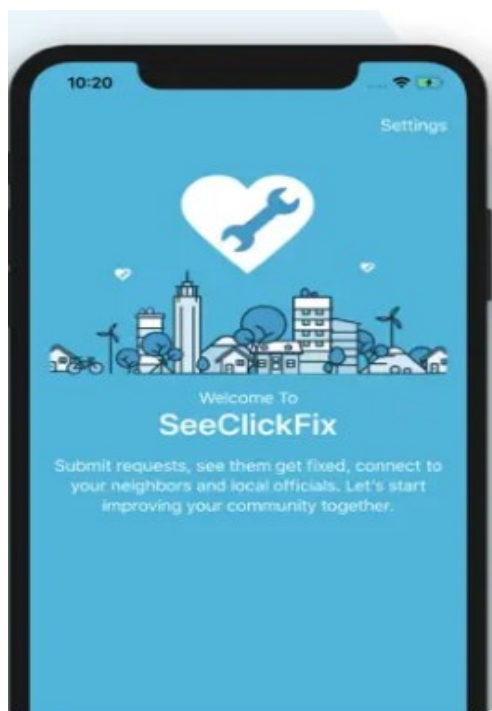 10:20
Settings
Welcome To
SeeClickFix
Submit requests, see them get fixed, connect to
your neighbors and local officials. Let's start
improving your community together.